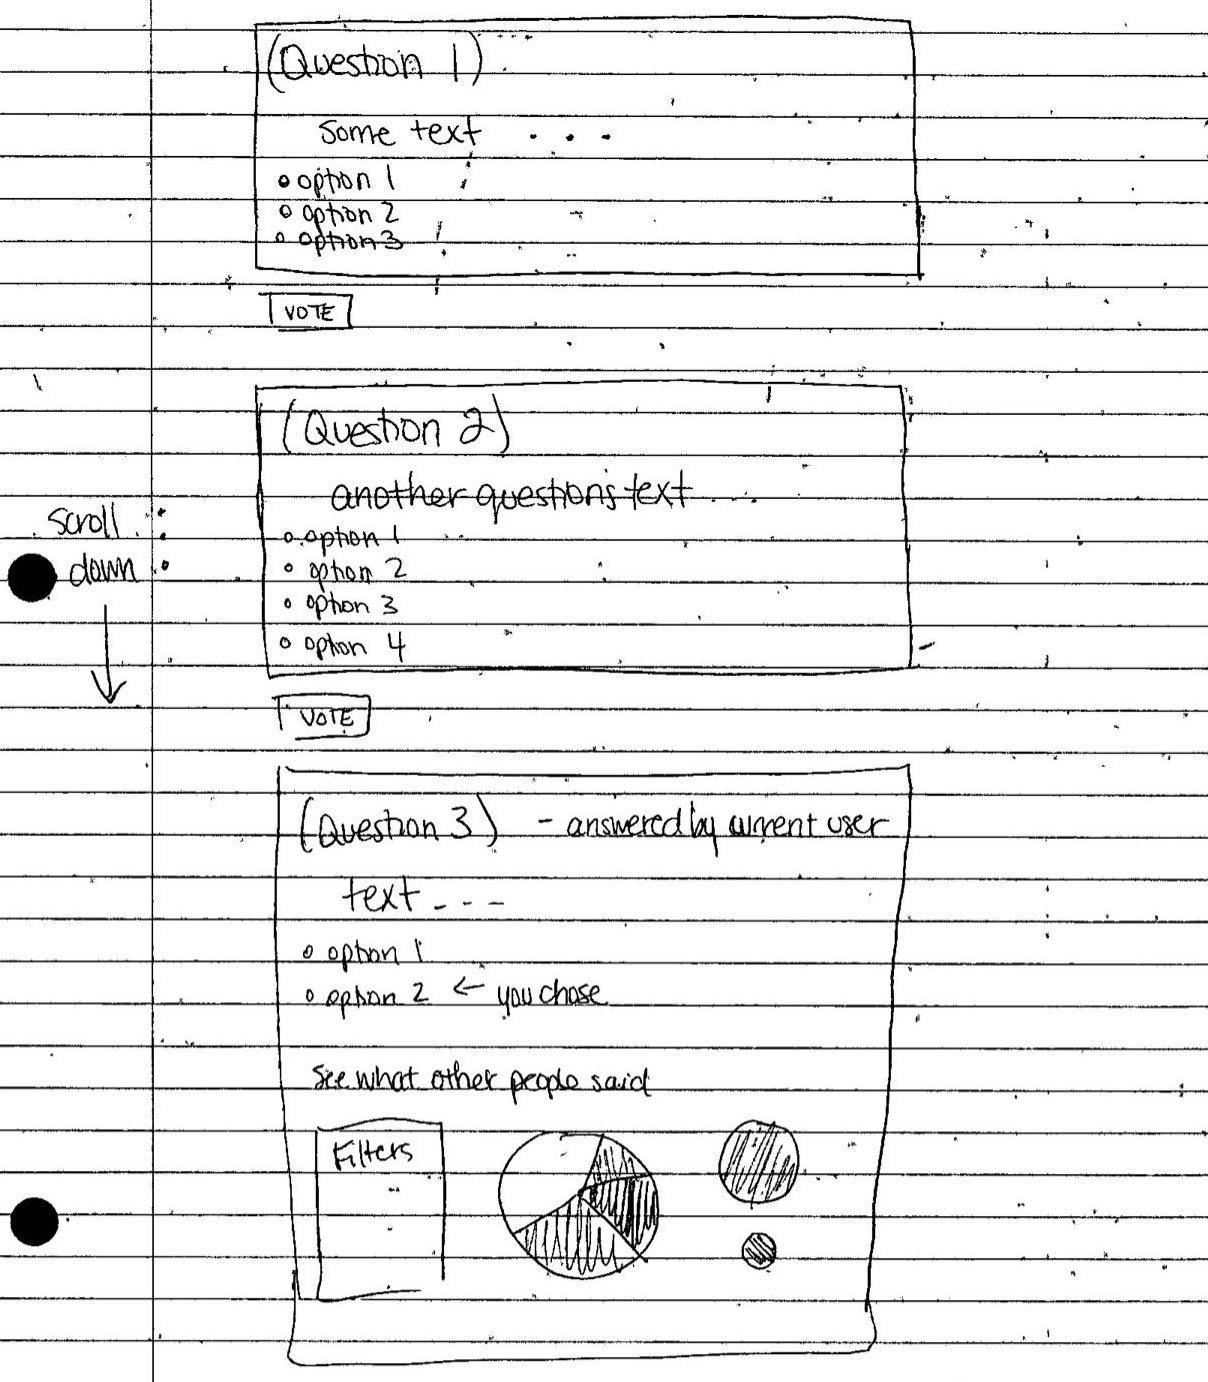 (Question 1)
some text . . .
option 1
option 2
option 3
VOTE
(Question 2)
another question's text ...
option 1
option 2
option 3
option 4
scroll
down
VOTE
(Question 3) - answered by current user
text - - -
option 1
option 2 ← you chose
See what other people said
Filters